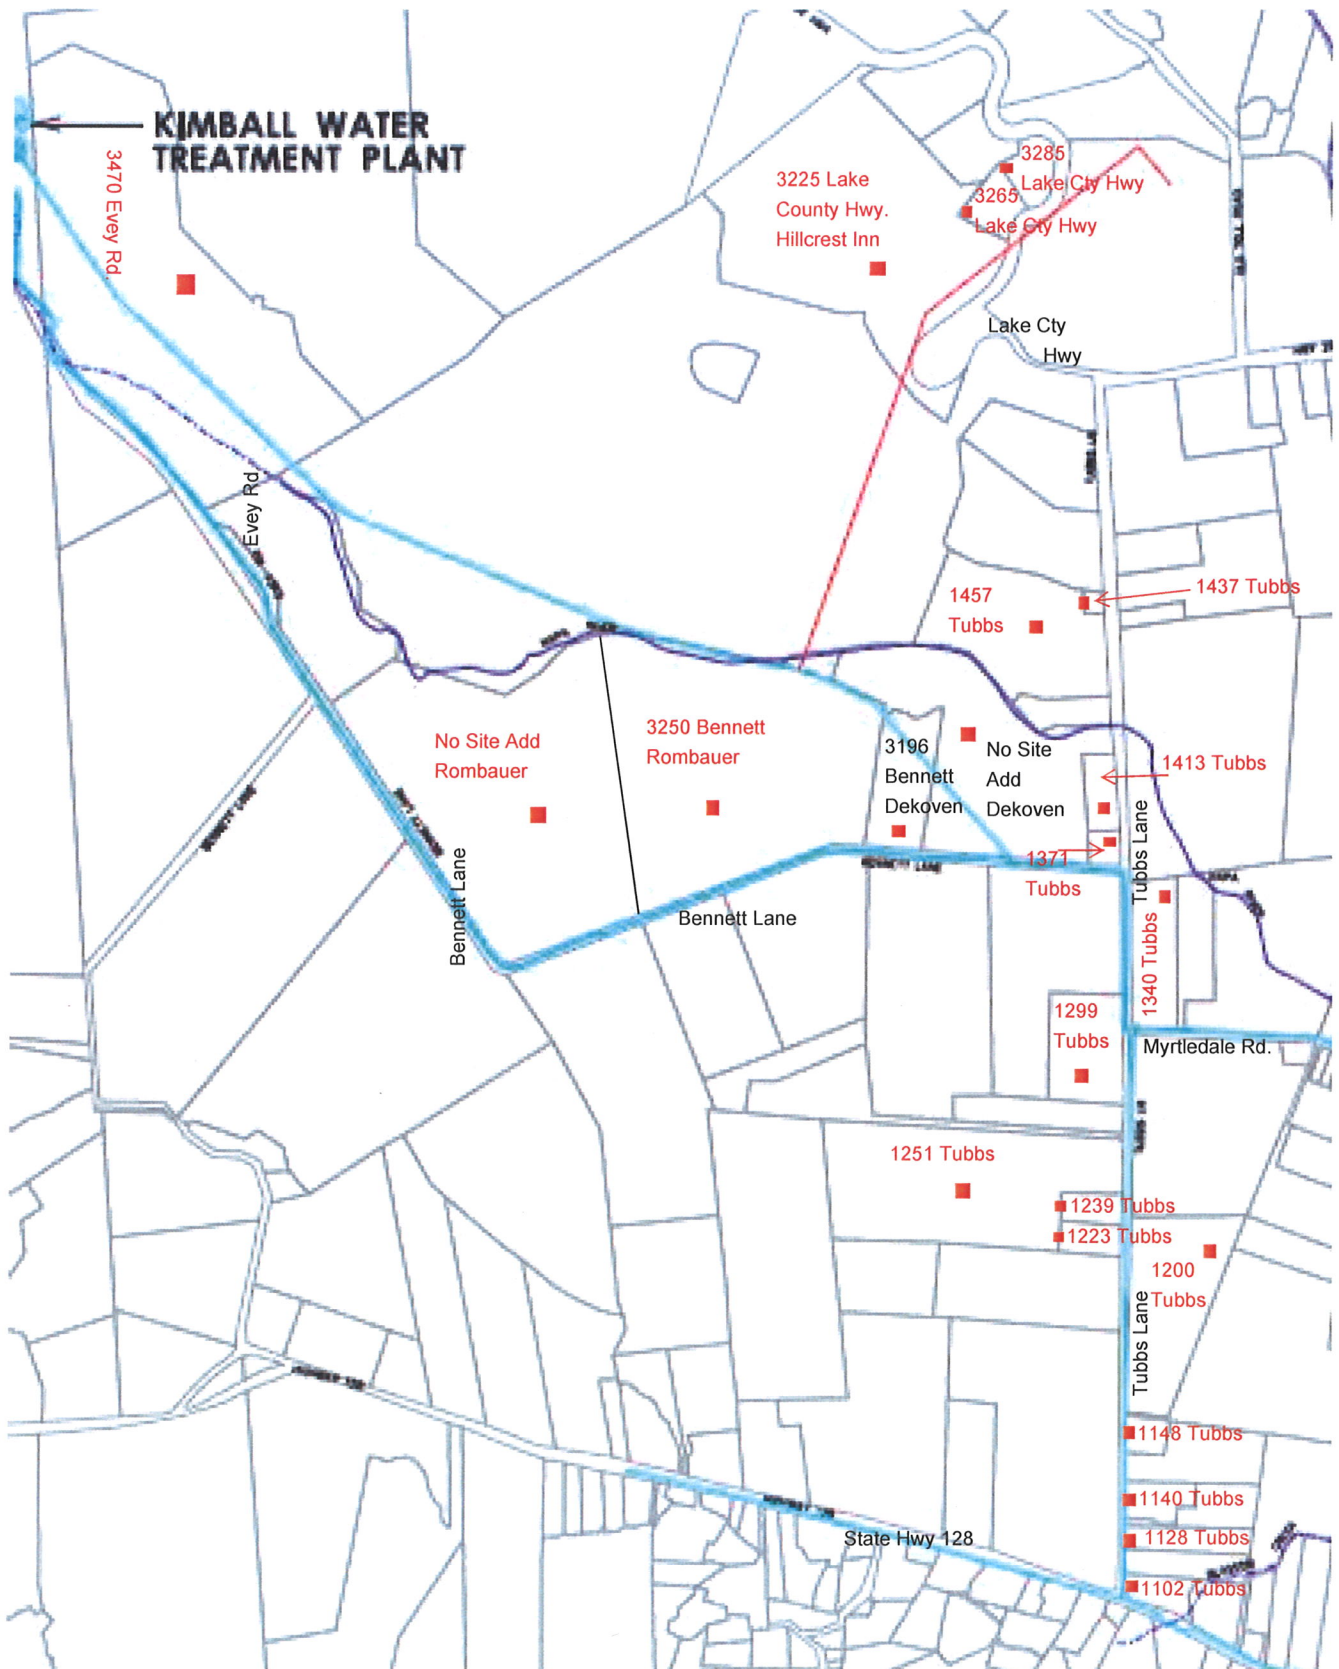 KIMBALL WATER
TREATMENT PLANT
3470 Evey Rd
3225 Lake
County Hwy.
Hillcrest Inn
3285
Lake Cty Hwy
3265
Lake Cty Hwy
Lake Cty
Hwy
Evey Rd
1437 Tubbs
1457
Tubbs
No Site Add
Rombauer
3250 Bennett
Rombauer
3196
Bennett
Dekoven
No Site
Add
Dekoven
1413 Tubbs
BENNETT LANE
BENNETT LANE
1371
Tubbs
Tubbs Lane
Bennett Lane
Bennett Lane
1340 Tubbs
1299
Tubbs
Myrtledale Rd.
1251 Tubbs
1239 Tubbs
1223 Tubbs
1200
Tubbs
Tubbs Lane
1148 Tubbs
1140 Tubbs
State Hwy 128
1128 Tubbs
1102 Tubbs